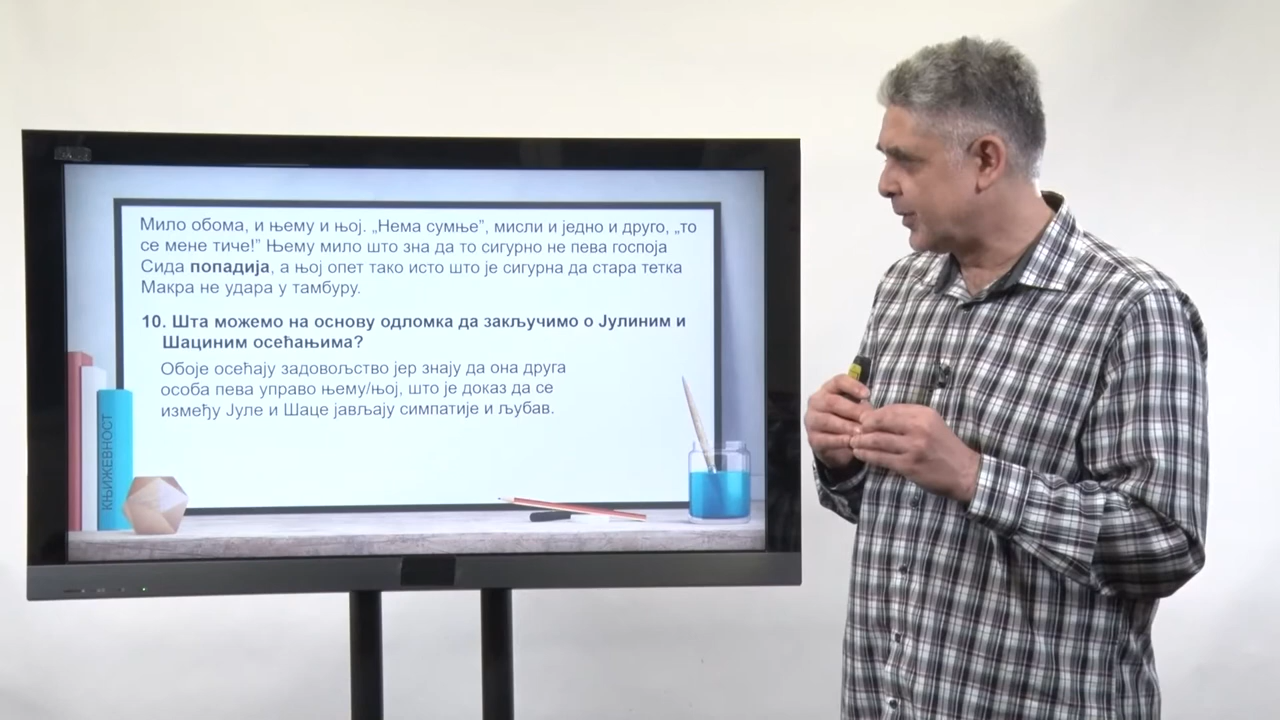 Мило обома, и њему и њој. „Нема сумње”, мисли и једно и друго, „то
се мене тиче!” Њему мило што зна да то сигурно не пева госпоја
Сида попадија, а њој опет тако исто што је сигурна да стара тетка
Макра не удара у тамбуру.
10. Шта можемо на основу одломка да закључимо о Јулиним и
Шациним осећањима?
Обоје осећају задовољство јер знају да она друга
особа пева управо њему/њој, што је доказ да се
између Јуле и Шаце јављају симпатије и љубав.
КЊИЖЕВНОСТ